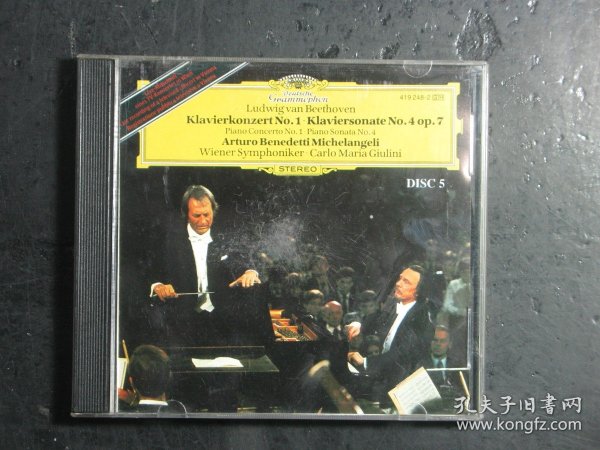 Deutsche
Grammophon
419 248-2
Ludwig van Beethoven
Klavierkonzert No. 1 · Klaviersonate No. 4 op. 7
Piano Concerto No. 1 · Piano Sonata No. 4
Arturo Benedetti Michelangeli
Wiener Symphoniker · Carlo Maria Giulini
STEREO
DISC 5
孔夫子旧书网
www.kongfz.com